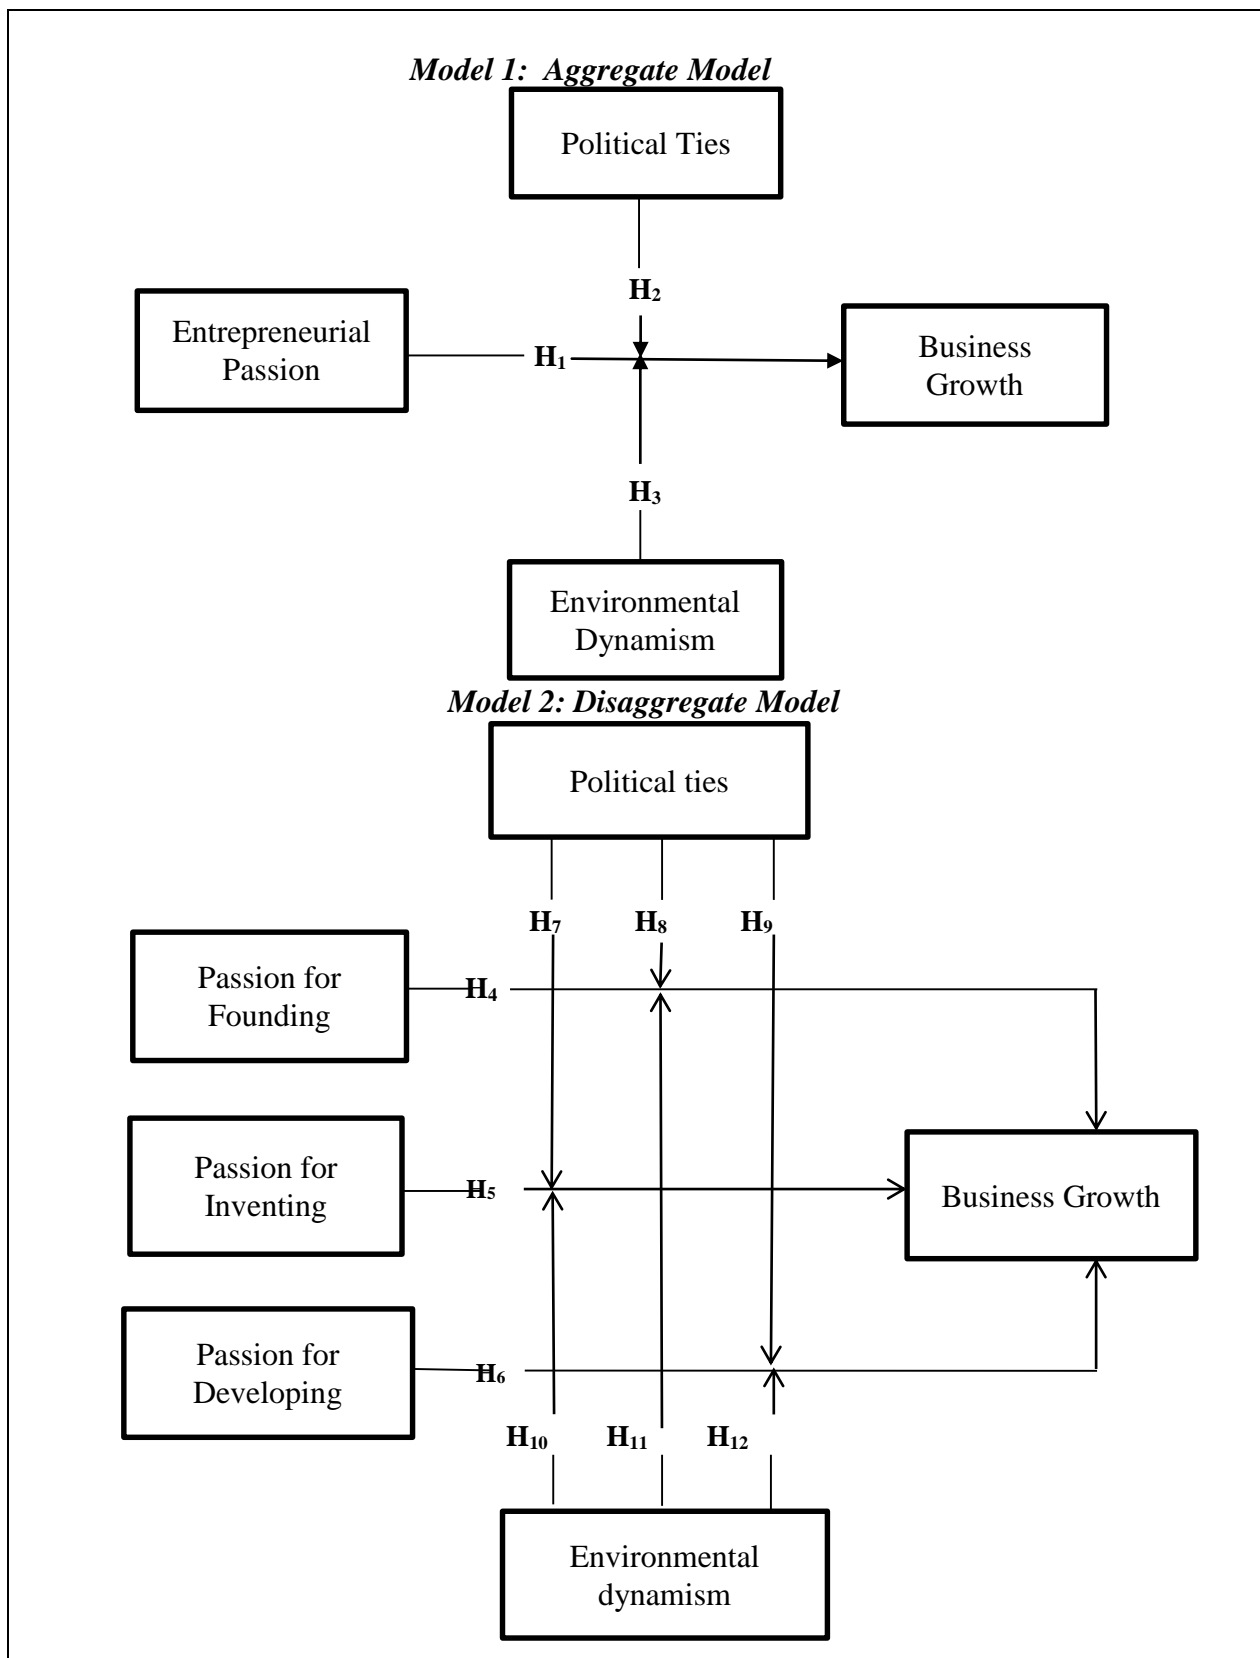 Model 1: Aggregate Model
Political Ties
H2
Entrepreneurial
Passion
H1
Business
Growth
H3
Environmental
Dynamism
Model 2: Disaggregate Model
Political ties
H7 H8 H9
Passion for
Founding
H4
Passion for
Inventing
H5
Business Growth
Passion for
Developing
H6
H10 H11 H12
Environmental
dynamism